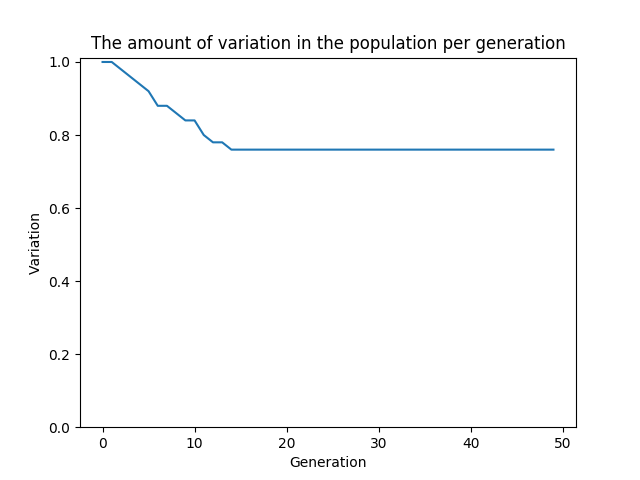 The amount of variation in the population per generation
1.0
0.8
0.6
0.4
0.2
0.0
Variation
0 10 20 30 40 50
Generation